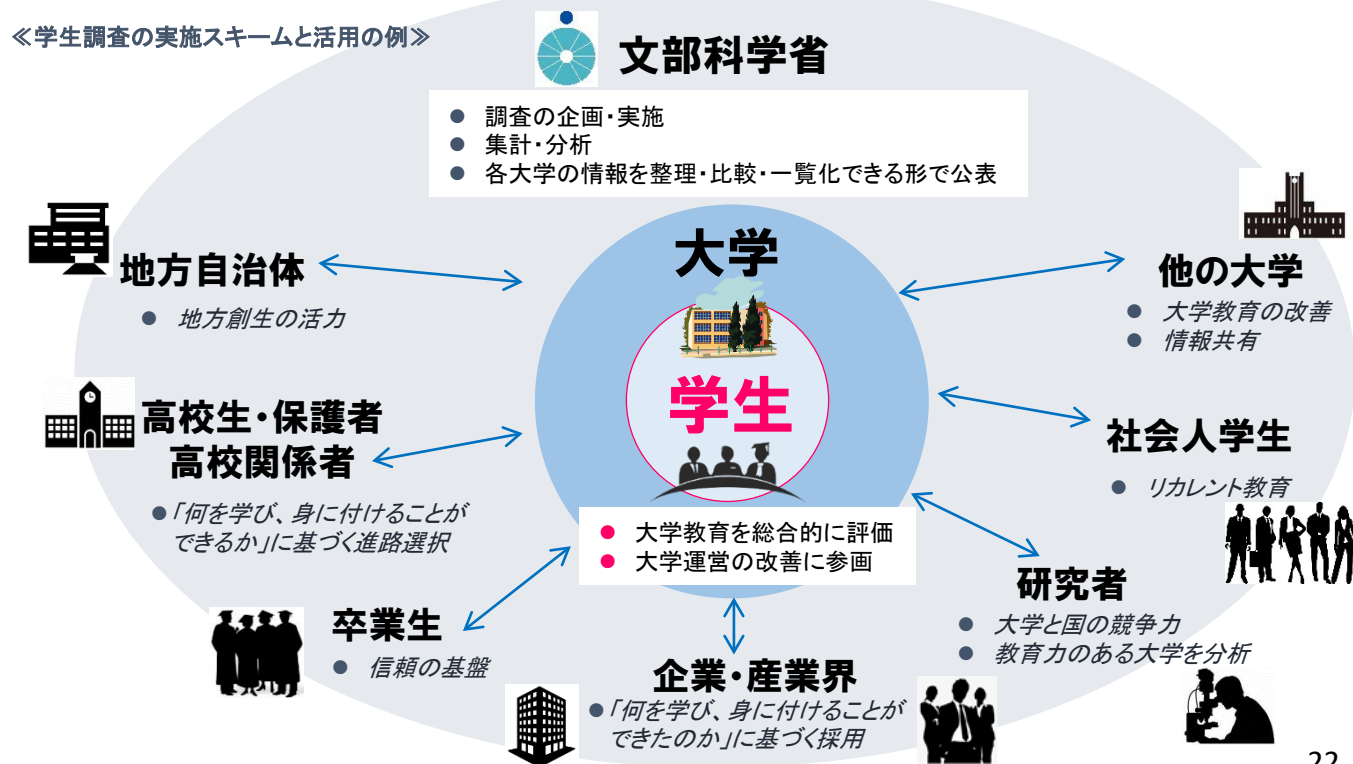 ≪学生調査の実施スキームと活用の例≫
文部科学省
● 調査の企画・実施
● 集計・分析
● 各大学の情報を整理・比較・一覧化できる形で公表
大学
学生
● 大学教育を総合的に評価
● 大学運営の改善に参画
地方自治体
● 地方創生の活力
高校生・保護者
高校関係者
●「何を学び、身に付けることが
できるか」に基づく進路選択
卒業生
● 信頼の基盤
企業・産業界
●「何を学び、身に付けることが
できたのか」に基づく採用
他の大学
● 大学教育の改善
● 情報共有
社会人学生
● リカレント教育
研究者
● 大学と国の競争力
● 教育力のある大学を分析
22